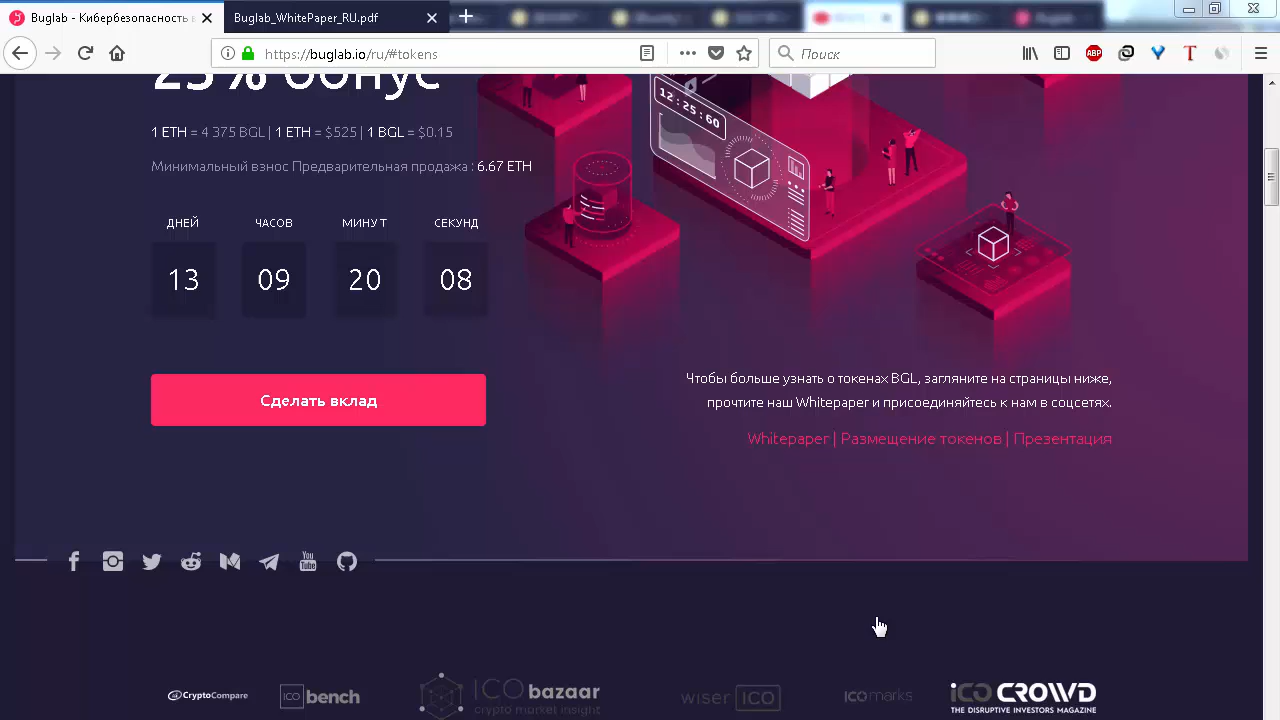 Buglab - Кибербезопасность в
Buglab_WhitePaper_RU.pdf
https://buglab.io/ru/#tokens
Поиск
ABP
25% бонус
1 ETH = 4 375 BGL | 1 ETH = $525 | 1 BGL = $0.15
Минимальный взнос Предварительная продажа : 6.67 ETH
12:25:60
ДНЕЙ ЧАСОВ МИНУТ СЕКУНД
13 09 20 08
Сделать вклад
Чтобы больше узнать о токенах BGL, загляните на страницы ниже,
прочтите наш Whitepaper и присоединяйтесь к нам в соцсетях.
Whitepaper | Размещение токенов | Презентация
You
Tube
CryptoCompare
ICO bench
ICO bazaar
crypto market insight
wiser ICO
icomarks
ICO CROWD
THE DISRUPTIVE INVESTORS MAGAZINE